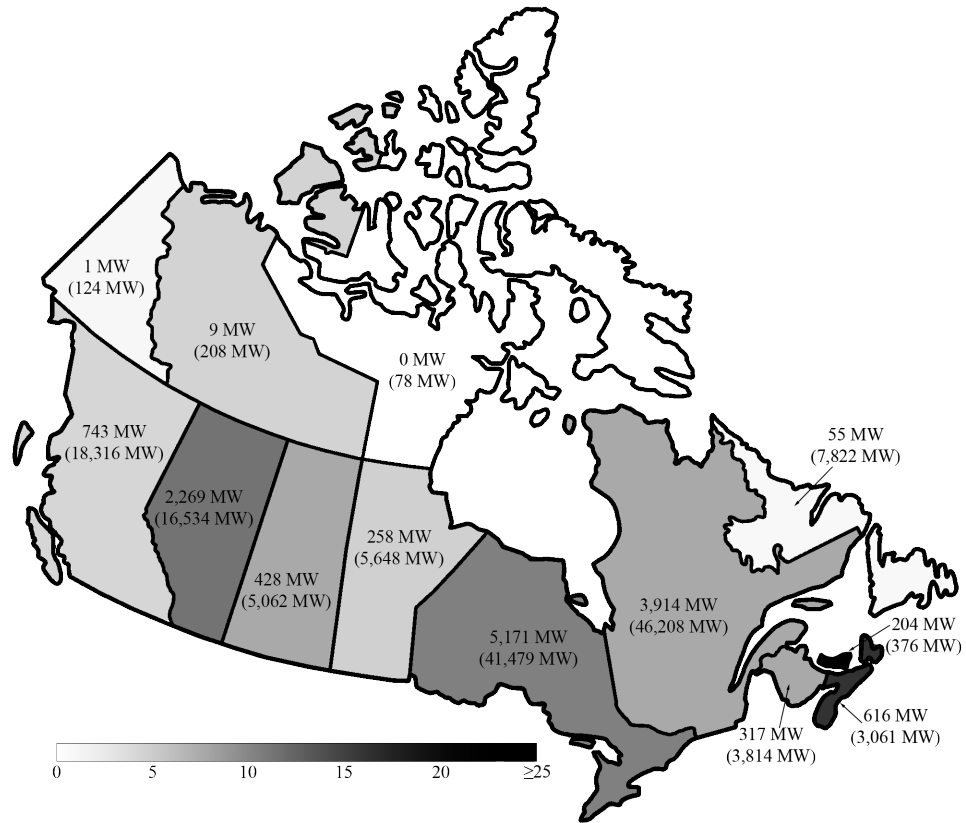 1 MW
(124 MW)
9 MW
(208 MW)
0 MW
(78 MW)
743 MW
(18,316 MW)
55 MW
(7,822 MW)
2,269 MW
(16,534 MW)
258 MW
(5,648 MW)
428 MW
(5,062 MW)
3,914 MW
(46,208 MW)
5,171 MW
(41,479 MW)
204 MW
(376 MW)
616 MW
(3,061 MW)
317 MW
(3,814 MW)
0 5 10 15 20 ≥25